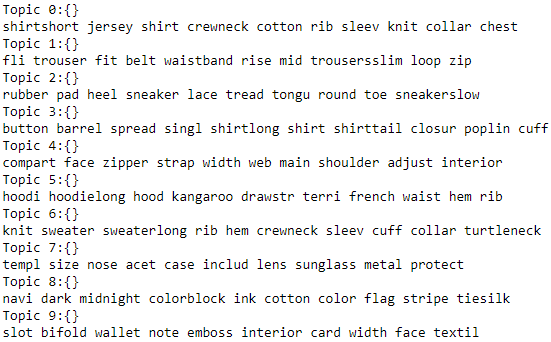 Topic 0:{}
shirtshort jersey shirt crewneck cotton rib sleev knit collar chest
Topic 1:{}
fli trouser fit belt waistband rise mid trousersslim loop zip
Topic 2:{}
rubber pad heel sneaker lace tread tongu round toe sneakerslow
Topic 3:{}
button barrel spread singl shirtlong shirt shirttail closur poplin cuff
Topic 4:{}
compart face zipper strap width web main shoulder adjust interior
Topic 5:{}
hoodi hoodielong hood kangaroo drawstr terri french waist hem rib
Topic 6:{}
knit sweater sweaterlong rib hem crewneck sleev cuff collar turtleneck
Topic 7:{}
templ size nose acet case includ lens sunglass metal protect
Topic 8:{}
navi dark midnight colorblock ink cotton color flag stripe tiesilk
Topic 9:{}
slot bifold wallet note emboss interior card width face textil